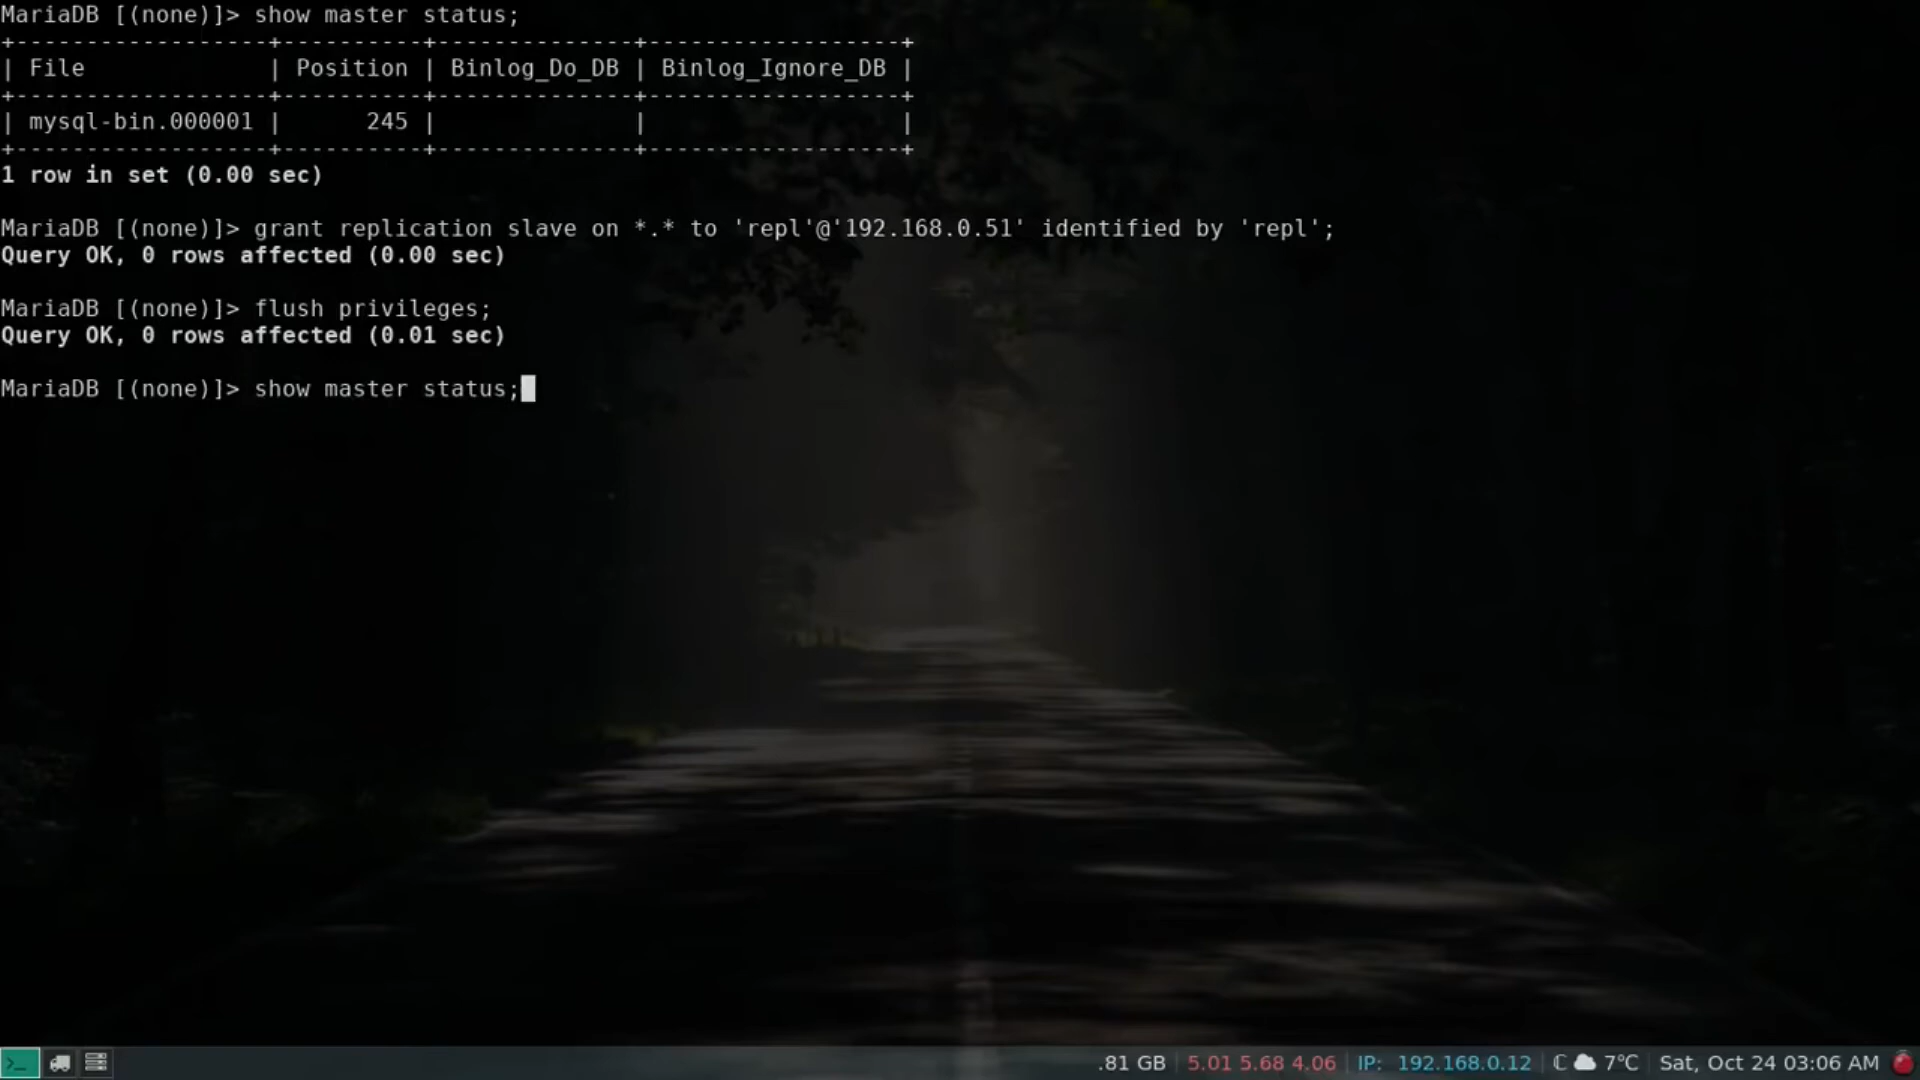 MariaDB [(none)]> show master status;
+------------------+----------+--------------+------------------+
| File             | Position | Binlog_Do_DB | Binlog_Ignore_DB |
+------------------+----------+--------------+------------------+
| mysql-bin.000001 |      245 |              |                  |
+------------------+----------+--------------+------------------+
1 row in set (0.00 sec)
MariaDB [(none)]> grant replication slave on *.* to 'repl'@'192.168.0.51' identified by 'repl';
Query OK, 0 rows affected (0.00 sec)
MariaDB [(none)]> flush privileges;
Query OK, 0 rows affected (0.01 sec)
MariaDB [(none)]> show master status;
.81 GB | 5.01 5.68 4.06 | IP: 192.168.0.12 | 7°C | Sat, Oct 24 03:06 AM